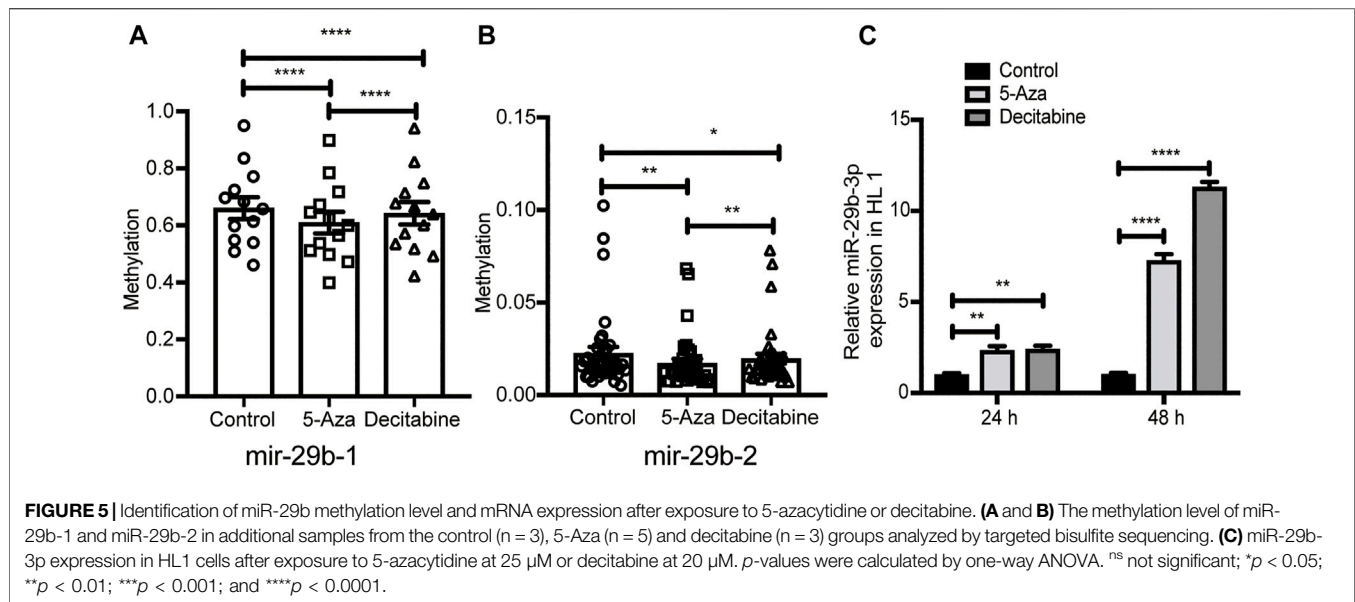 A
****
****
****
1.0
0.8
0.6
0.4
0.2
0.0
Methylation
Control 5-Aza Decitabine
mir-29b-1
B
*
**
**
0.15
0.10
0.05
0.00
Methylation
Control 5-Aza Decitabine
mir-29b-2
C
Control
5-Aza
Decitabine
15
10
5
0
Relative miR-29b-3p
expression in HL 1
**
**
****
****
24 h 48 h
FIGURE 5 | Identification of miR-29b methylation level and mRNA expression after exposure to 5-azacytidine or decitabine. (A and B) The methylation level of miR-
29b-1 and miR-29b-2 in additional samples from the control (n = 3), 5-Aza (n = 5) and decitabine (n = 3) groups analyzed by targeted bisulfite sequencing. (C) miR-29b-
3p expression in HL1 cells after exposure to 5-azacytidine at 25 μM or decitabine at 20 μM. p-values were calculated by one-way ANOVA. ns not significant; *p < 0.05;
**p < 0.01; ***p < 0.001; and ****p < 0.0001.